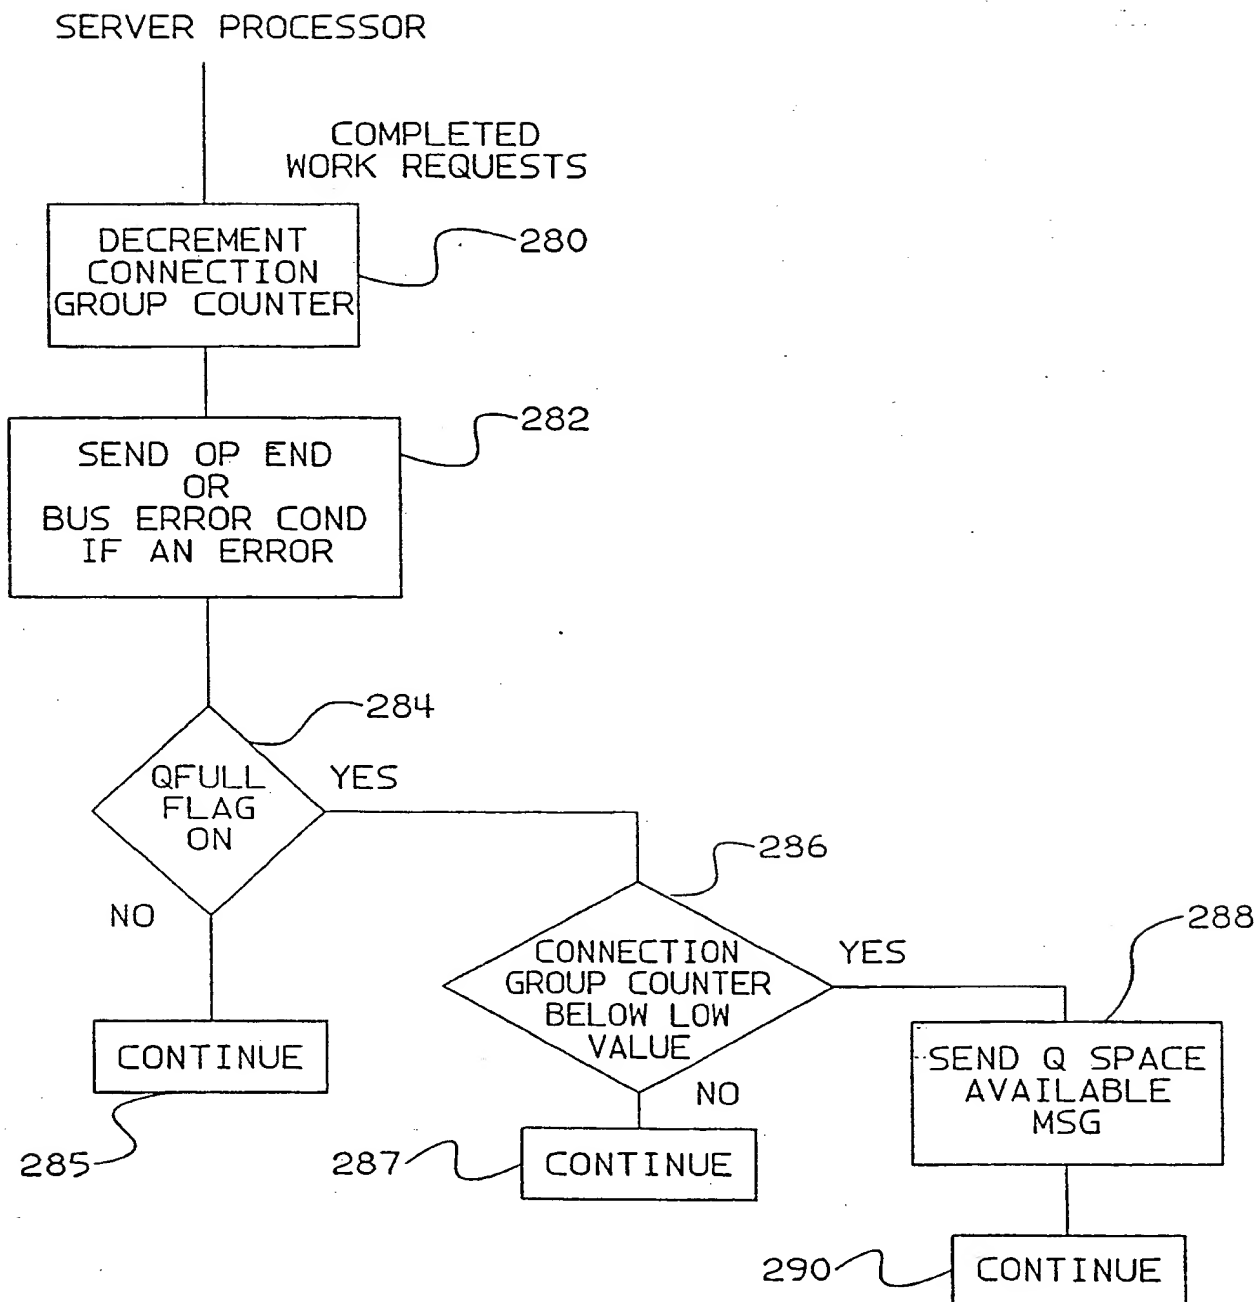 SERVER PROCESSOR
COMPLETED
WORK REQUESTS
DECREMENT
CONNECTION
GROUP COUNTER
280
SEND OP END
OR
BUS ERROR COND
IF AN ERROR
282
284
QFULL
FLAG
ON
YES
NO
286
CONNECTION
GROUP COUNTER
BELOW LOW
VALUE
YES
NO
288
SEND Q SPACE
AVAILABLE
MSG
CONTINUE
285
287
CONTINUE
290
CONTINUE